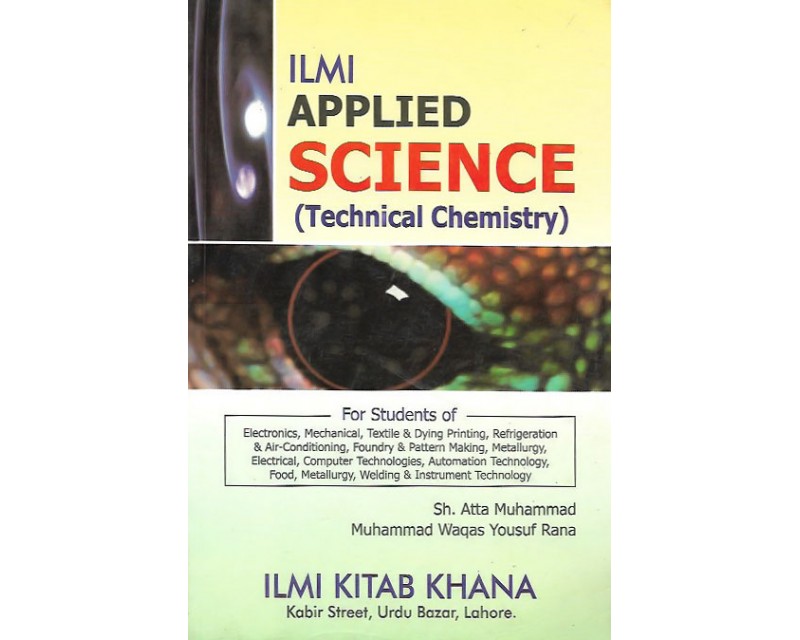 ILMI
APPLIED
SCIENCE
(Technical Chemistry)
For Students of
Electronics, Mechanical, Textile & Dying Printing, Refrigeration
& Air-Conditioning, Foundry & Pattern Making, Metallurgy,
Electrical, Computer Technologies, Automation Technology,
Food, Metallurgy, Welding & Instrument Technology
Sh. Atta Muhammad
Muhammad Waqas Yousuf Rana
ILMI KITAB KHANA
Kabir Street, Urdu Bazar, Lahore.